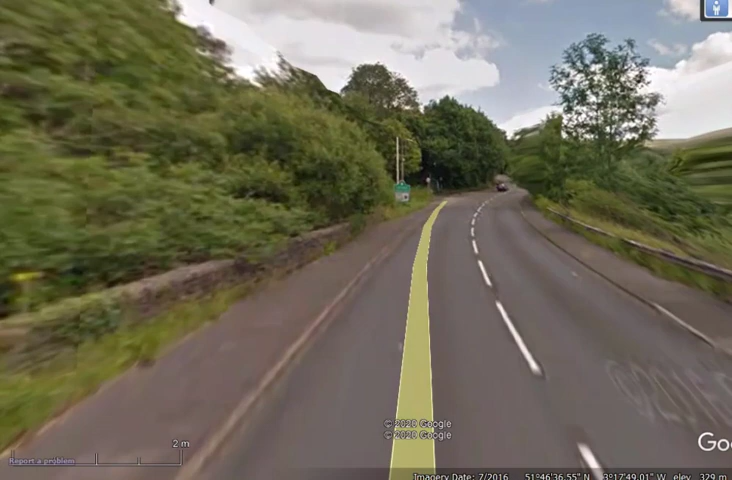 © 2020 Google
© 2020 Google
2 m
Report a problem
Goo
Imagery Date: 7/2016 51°46'36.55" N 3°17'49.01" W elev 329 m